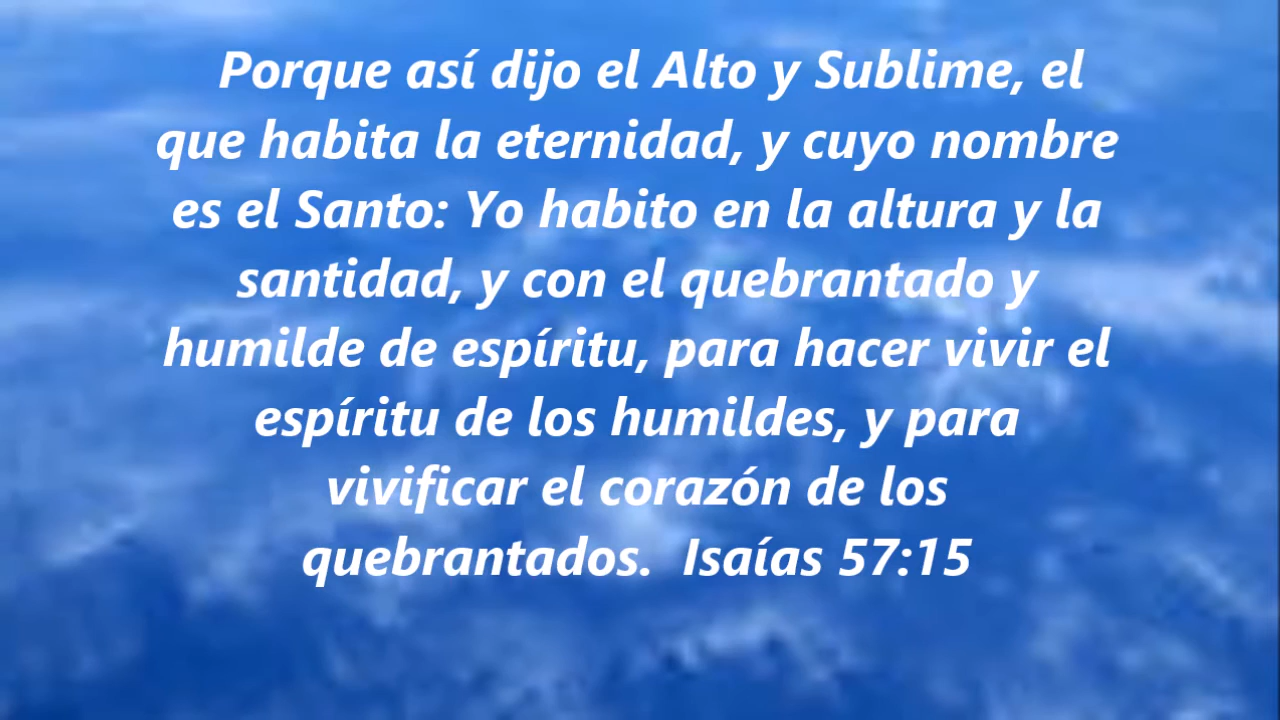 Porque así dijo el Alto y Sublime, el
que habita la eternidad, y cuyo nombre
es el Santo: Yo habito en la altura y la
santidad, y con el quebrantado y
humilde de espíritu, para hacer vivir el
espíritu de los humildes, y para
vivificar el corazón de los
quebrantados.  Isaías 57:15